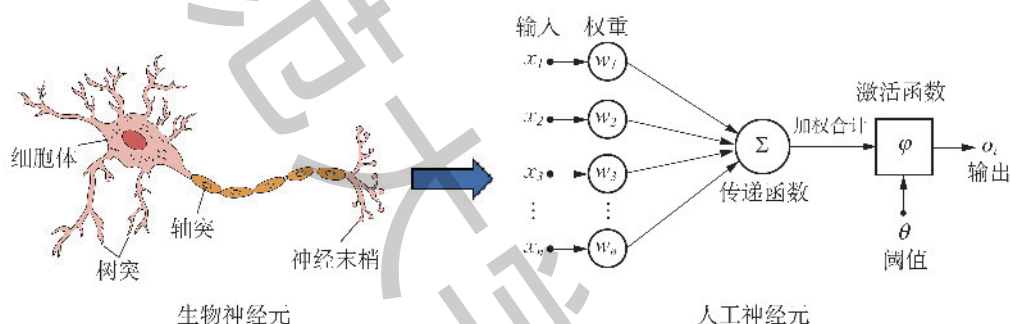 输入 权重
x₁ w₁
x₂ w₂
x₃ w₃
⋮ ⋮
xₙ wₙ
Σ
传递函数
加权合计
激活函数
φ
oᵢ
输出
θ
阈值
细胞体
轴突
树突
神经末梢
生物神经元
人工神经元